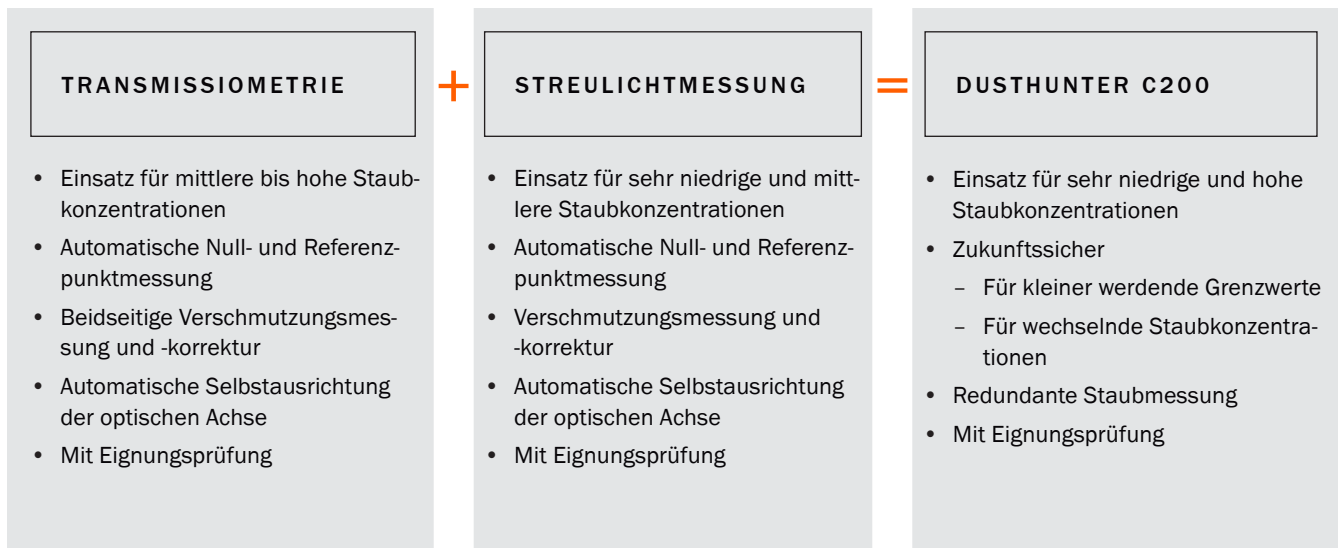 TRANSMISSIOMETRIE
• Einsatz für mittlere bis hohe Staub-
konzentrationen
• Automatische Null- und Referenz-
punktmessung
• Beidseitige Verschmutzungsmes-
sung und -korrektur
• Automatische Selbstausrichtung
der optischen Achse
• Mit Eignungsprüfung
+
STREULICHTMESSUNG
• Einsatz für sehr niedrige und mitt-
lere Staubkonzentrationen
• Automatische Null- und Referenz-
punktmessung
• Verschmutzungsmessung und
-korrektur
• Automatische Selbstausrichtung
der optischen Achse
• Mit Eignungsprüfung
=
DUSTHUNTER C200
• Einsatz für sehr niedrige und hohe
Staubkonzentrationen
• Zukunftssicher
– Für kleiner werdende Grenzwerte
– Für wechselnde Staubkonzentra-
tionen
• Redundante Staubmessung
• Mit Eignungsprüfung